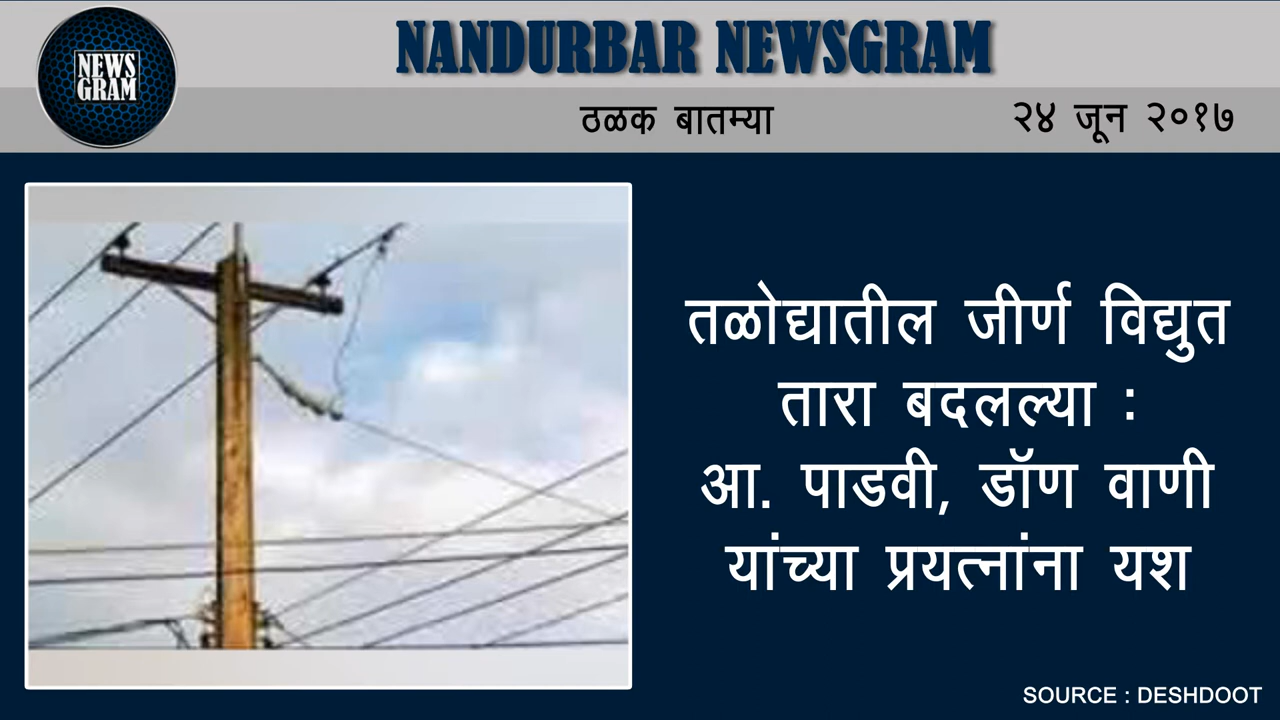 NEWS
GRAM
NANDURBAR NEWSGRAM
ठळक बातम्या
२४ जून २०१७
तळोद्यातील जीर्ण विद्युत
तारा बदलल्या :
आ. पाडवी, डॉण वाणी
यांच्या प्रयत्नांना यश
SOURCE : DESHDOOT